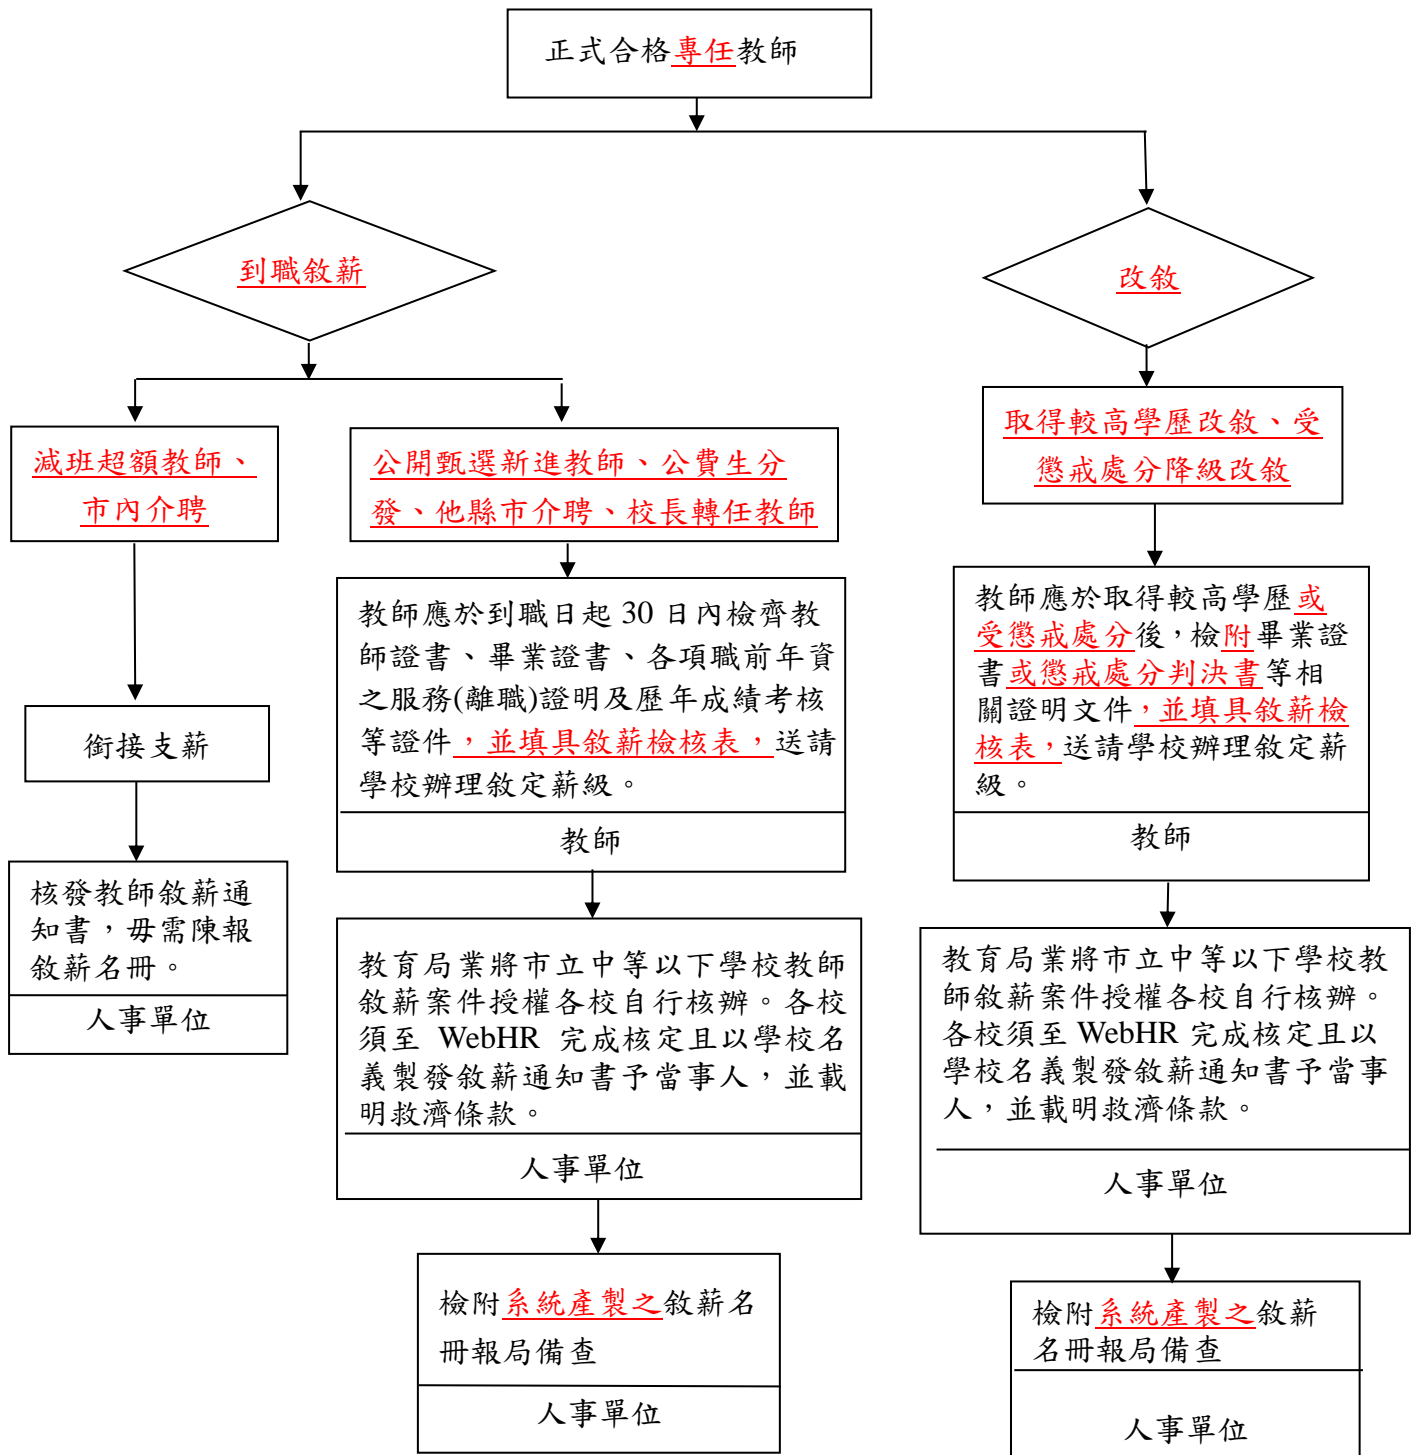 正式合格專任教師
到職敘薪
改敘
減班超額教師、
市內介聘
公開甄選新進教師、公費生分
發、他縣市介聘、校長轉任教師
取得較高學歷改敘、受
懲戒處分降級改敘
銜接支薪
核發教師敘薪通
知書，毋需陳報
敘薪名冊。
人事單位
教師應於到職日起 30 日內檢齊教
師證書、畢業證書、各項職前年資
之服務(離職)證明及歷年成績考核
等證件，並填具敘薪檢核表，送請
學校辦理敘定薪級。
教師
教育局業將市立中等以下學校教師
敘薪案件授權各校自行核辦。各校
須至 WebHR 完成核定且以學校名
義製發敘薪通知書予當事人，並載
明救濟條款。
人事單位
檢附系統產製之敘薪名
冊報局備查
人事單位
教師應於取得較高學歷或
受懲戒處分後，檢附畢業證
書或懲戒處分判決書等相
關證明文件，並填具敘薪檢
核表，送請學校辦理敘定薪
級。
教師
教育局業將市立中等以下學校教
師敘薪案件授權各校自行核辦。
各校須至 WebHR 完成核定且以
學校名義製發敘薪通知書予當事
人，並載明救濟條款。
人事單位
檢附系統產製之敘薪
名冊報局備查
人事單位